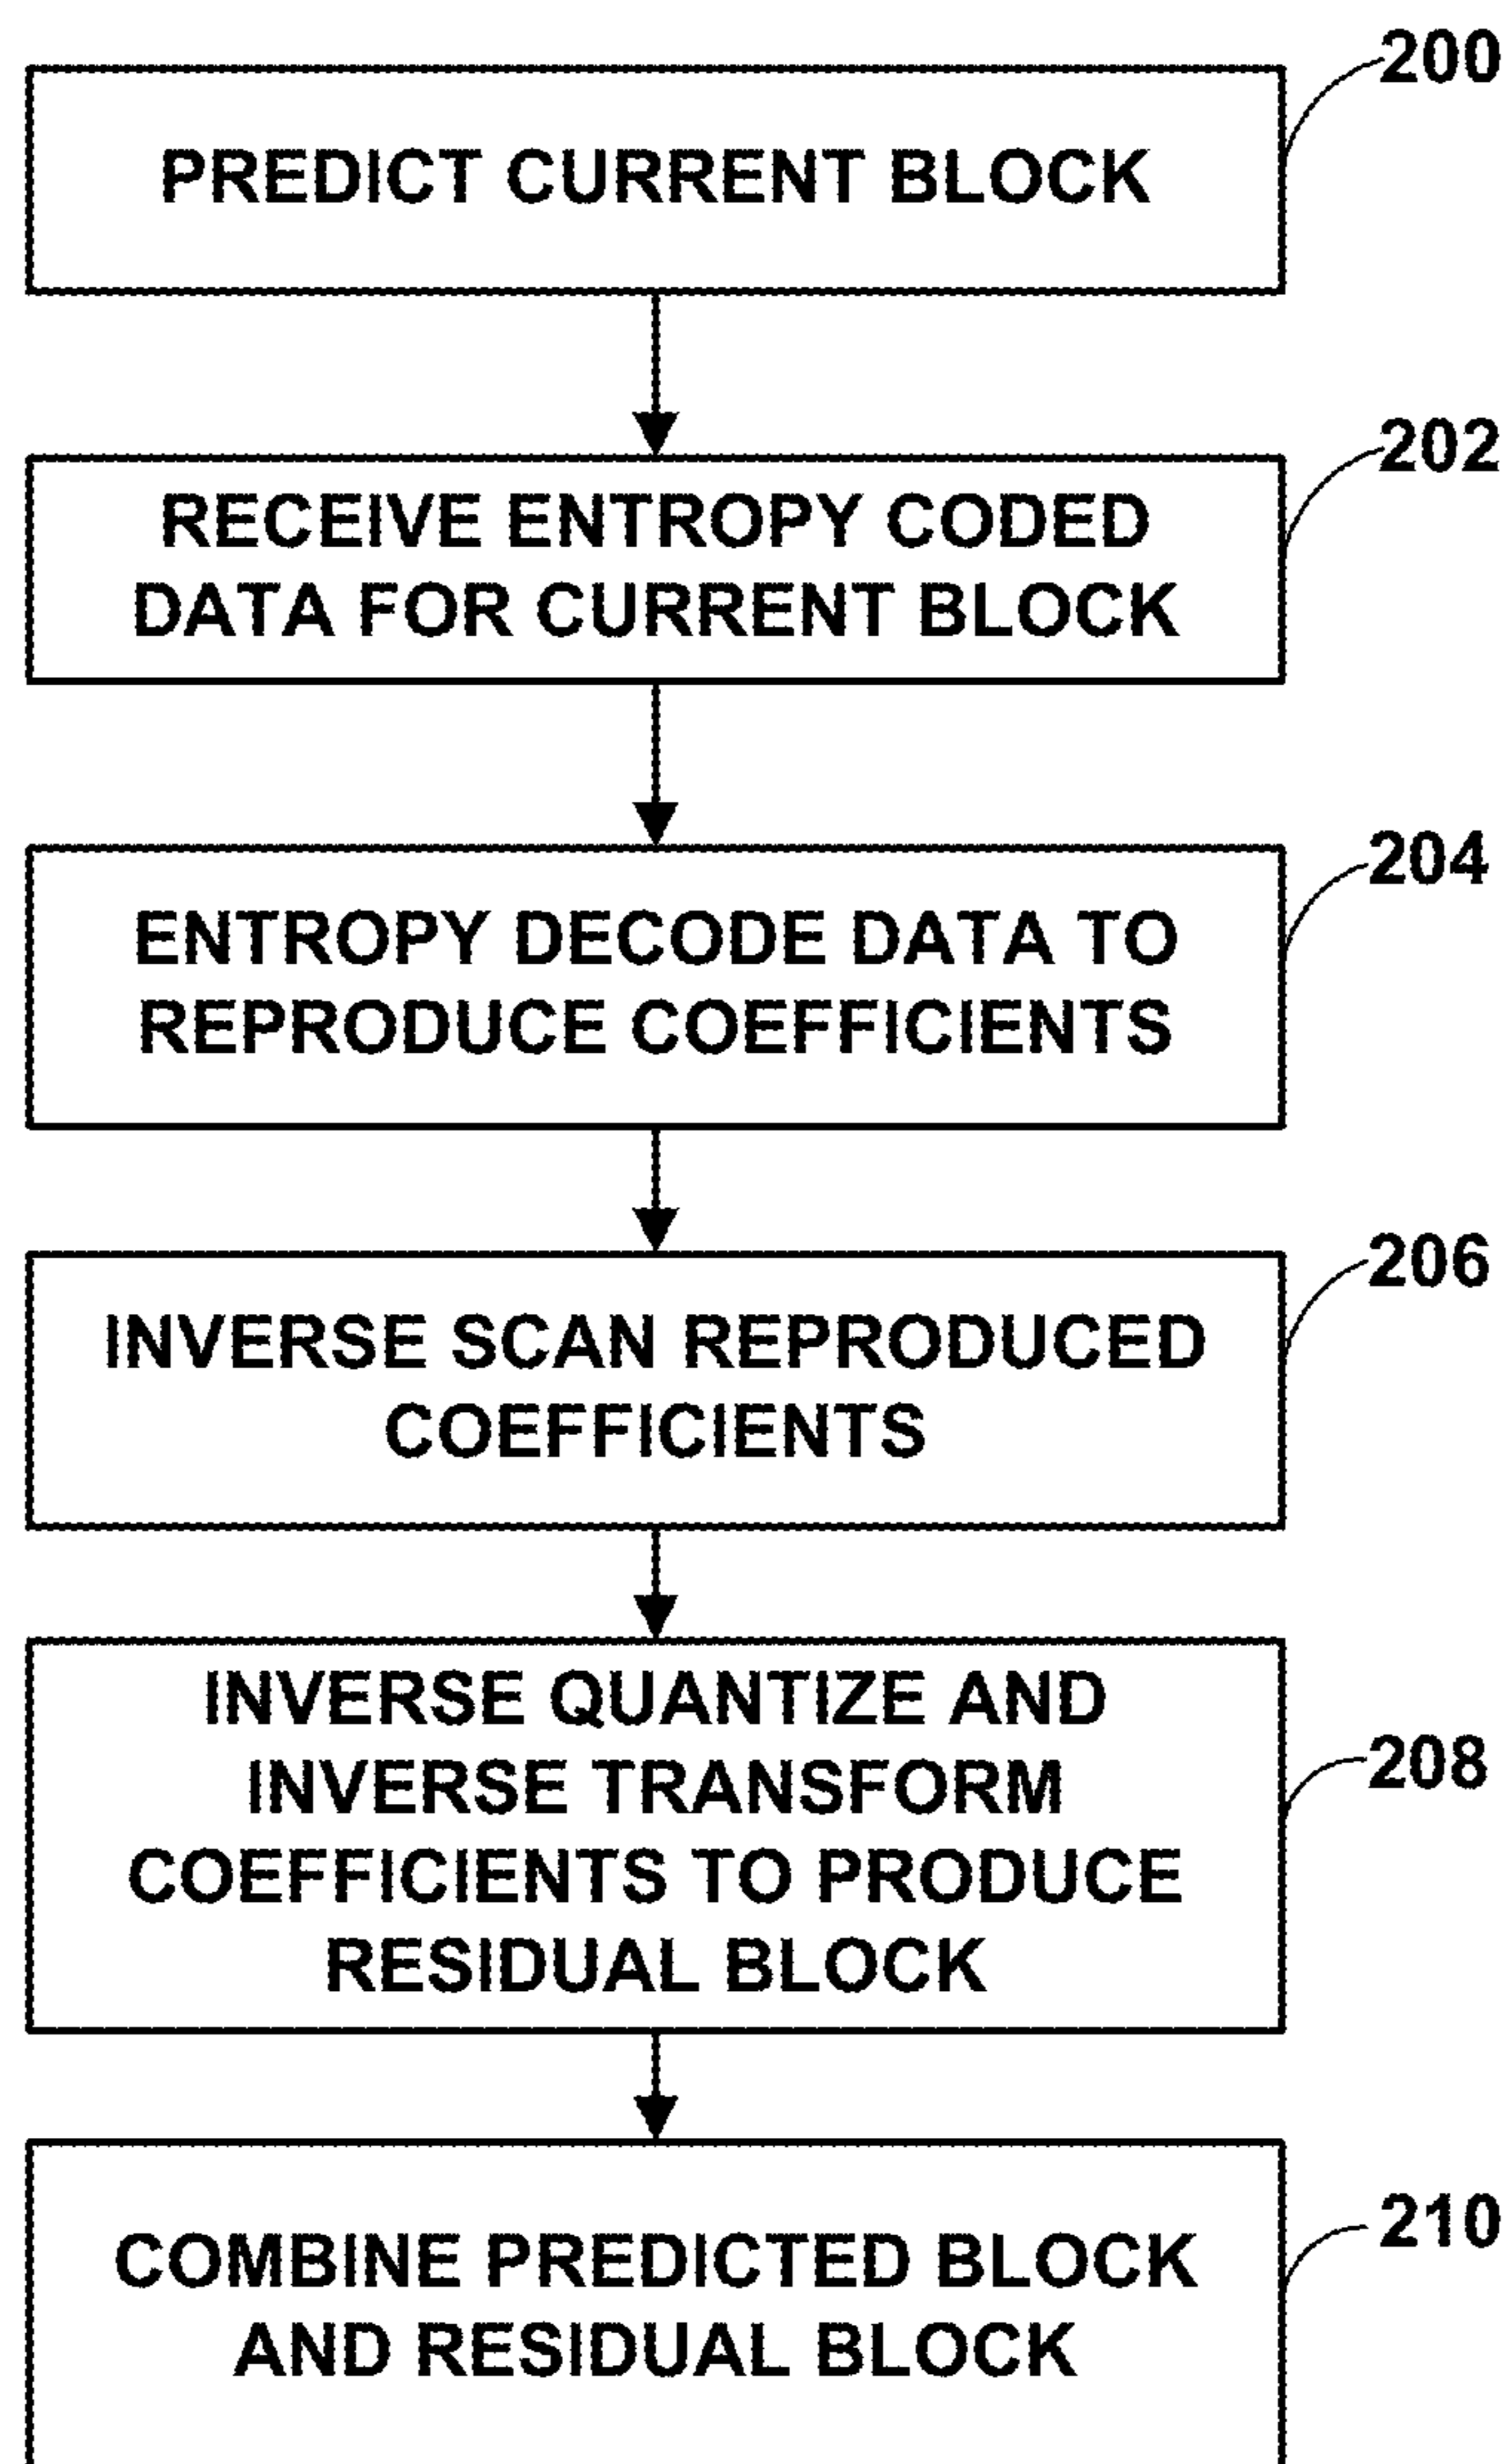 200
PREDICT CURRENT BLOCK
202
RECEIVE ENTROPY CODED
DATA FOR CURRENT BLOCK
204
ENTROPY DECODE DATA TO
REPRODUCE COEFFICIENTS
206
INVERSE SCAN REPRODUCED
COEFFICIENTS
INVERSE QUANTIZE AND
208
INVERSE TRANSFORM
COEFFICIENTS TO PRODUCE
RESIDUAL BLOCK
210
COMBINE PREDICTED BLOCK
AND RESIDUAL BLOCK